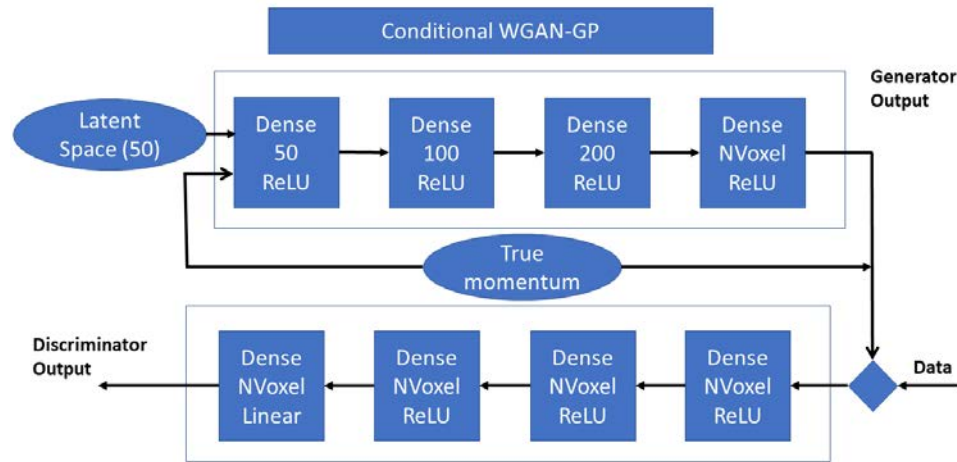 Conditional WGAN-GP
Generator
Output
Latent
Space (50)
Dense
50
ReLU
Dense
100
ReLU
Dense
200
ReLU
Dense
NVoxel
ReLU
True
momentum
Discriminator
Output
Dense
NVoxel
Linear
Dense
NVoxel
ReLU
Dense
NVoxel
ReLU
Dense
NVoxel
ReLU
Data